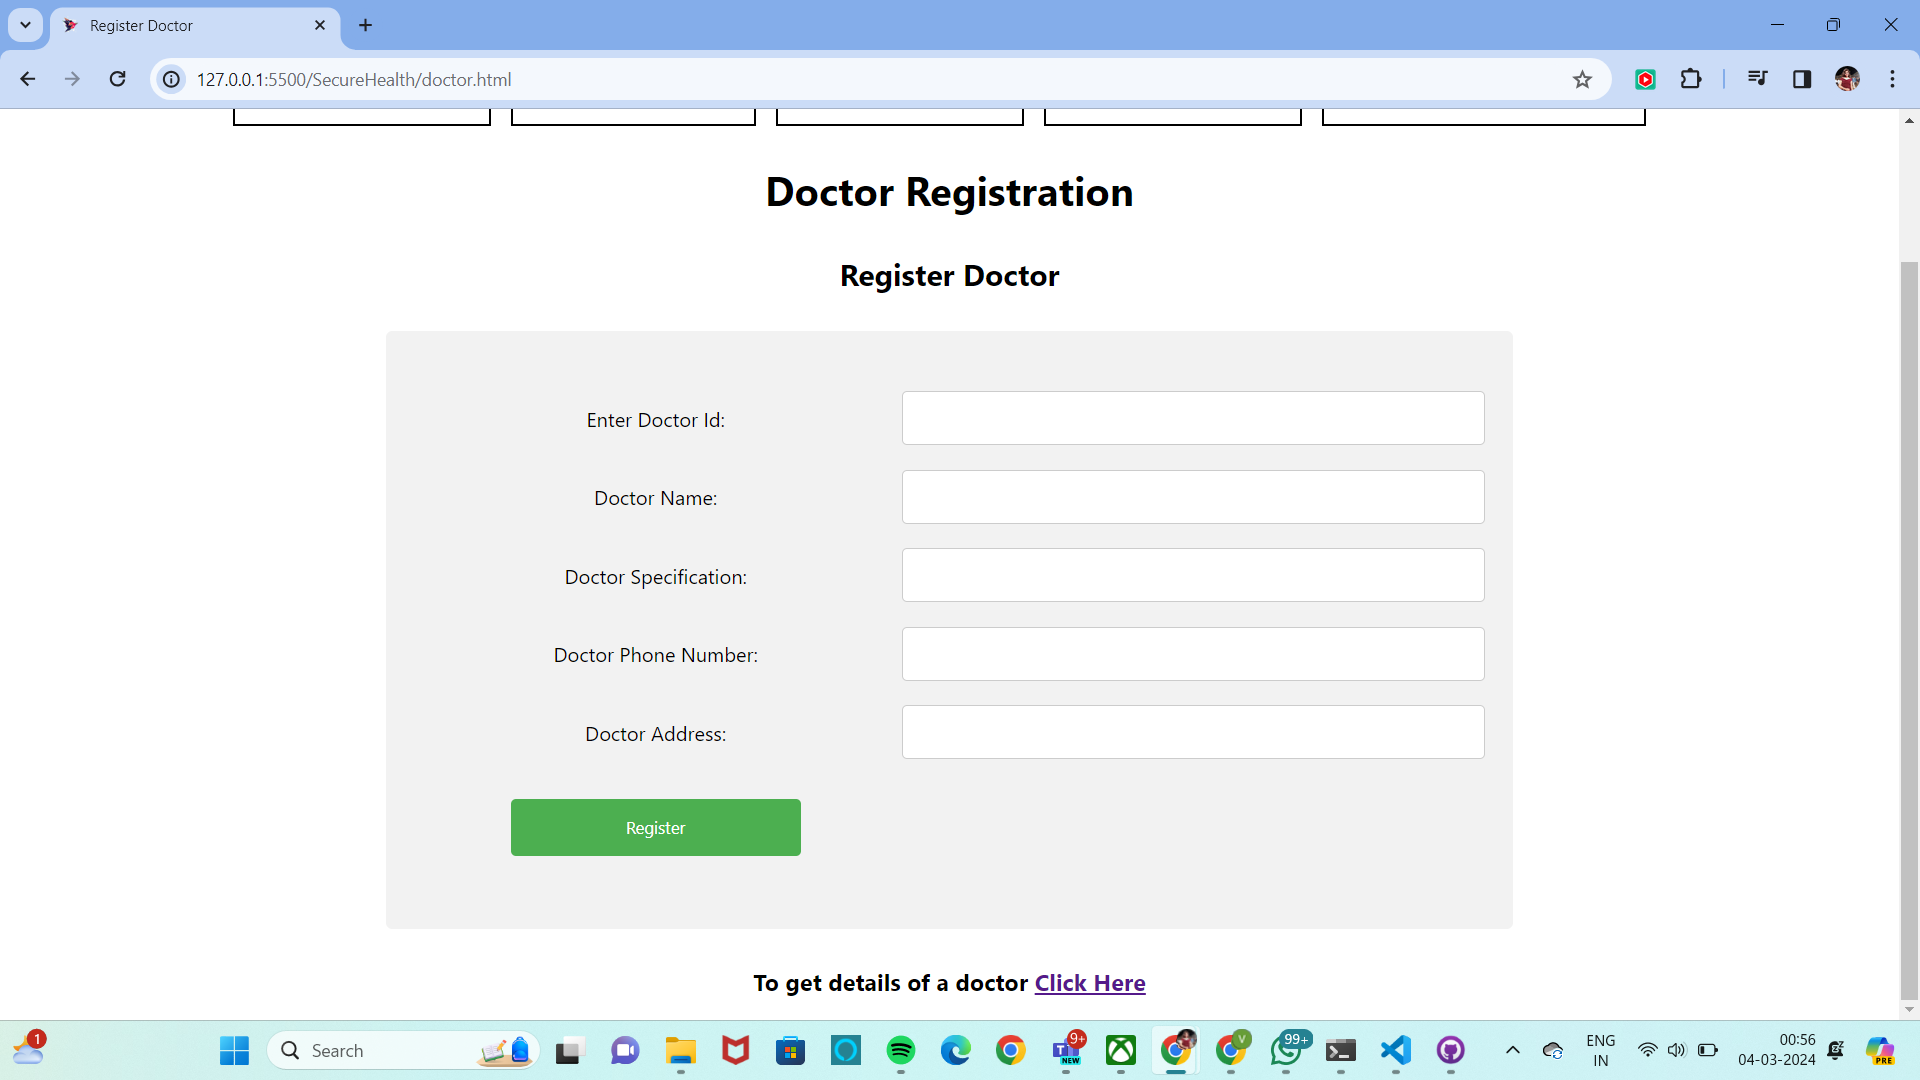 Register Doctor
127.0.0.1:5500/SecureHealth/doctor.html
Doctor Registration
Register Doctor
Enter Doctor Id:
Doctor Name:
Doctor Specification:
Doctor Phone Number:
Doctor Address:
Register
To get details of a doctor Click Here
1
Search
9+
NEW
V
99+
ENG
IN
00:56
04-03-2024
PRE